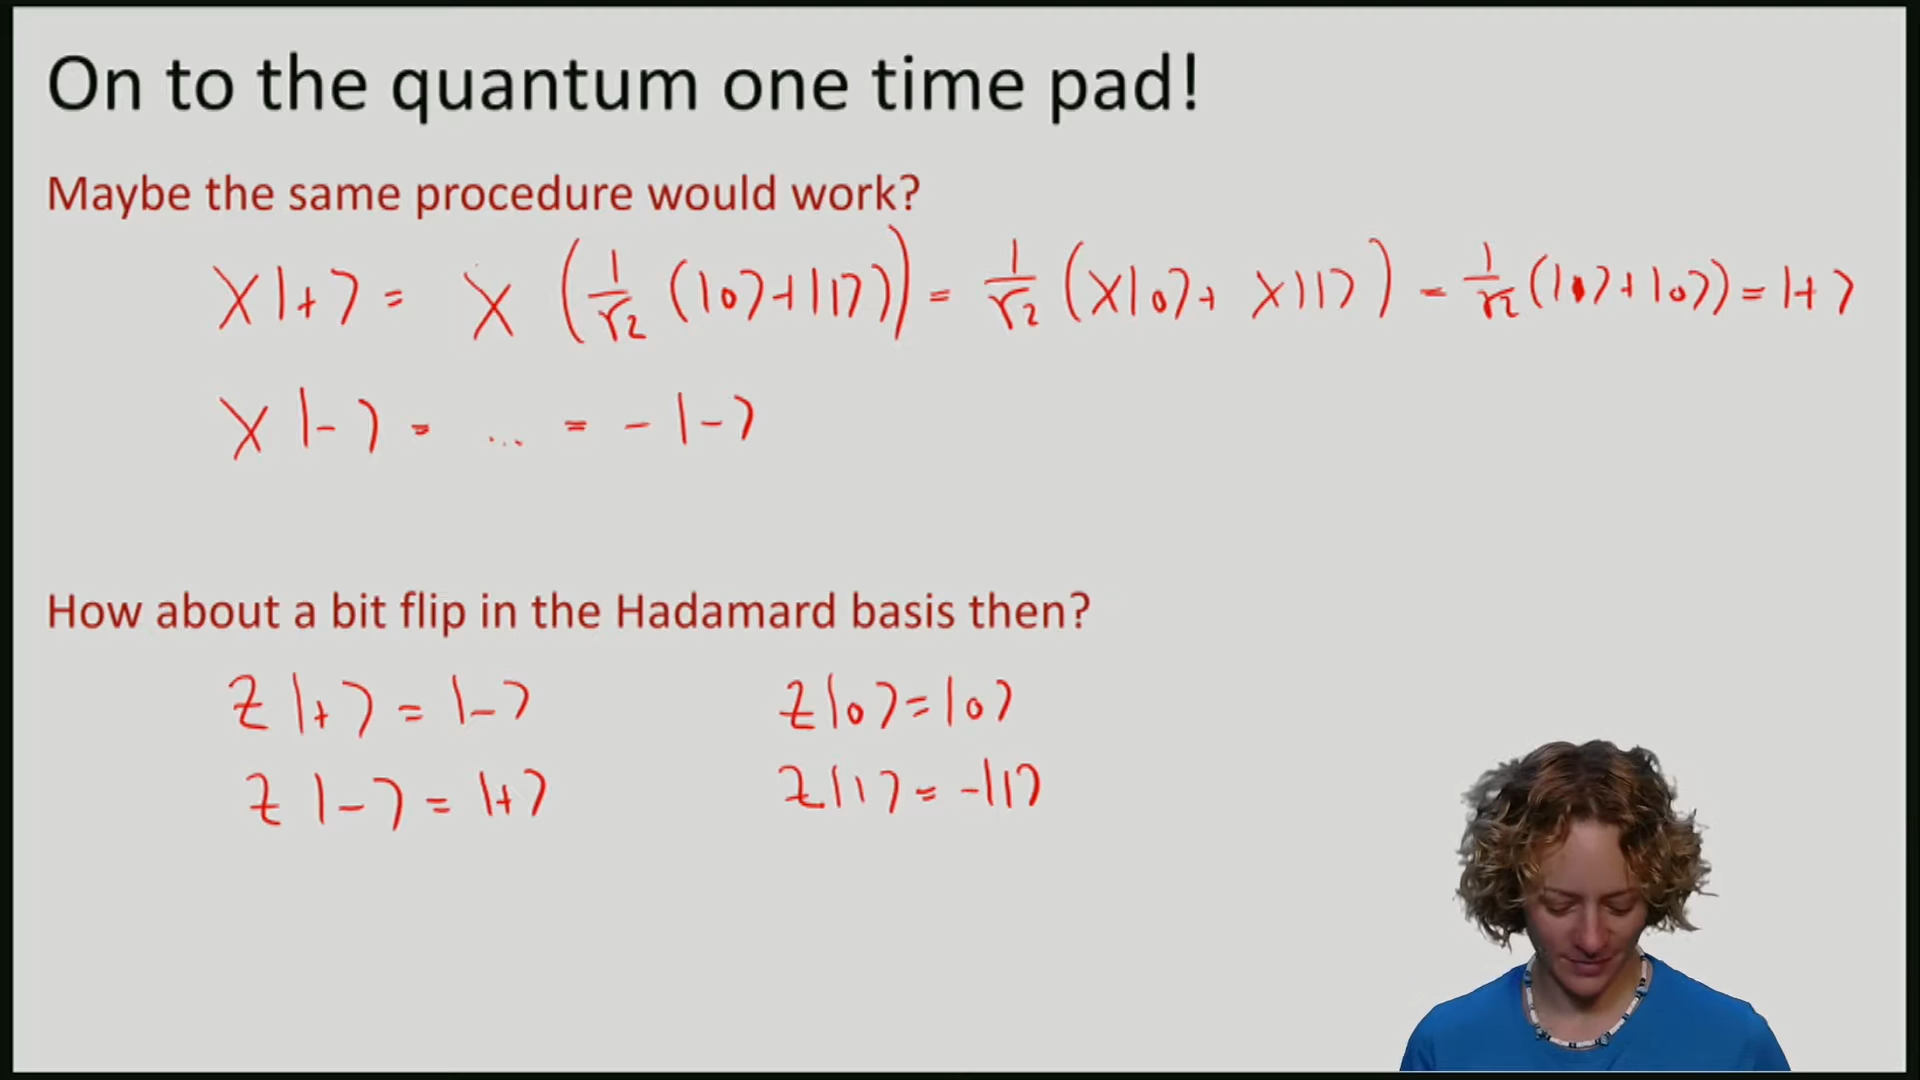 On to the quantum one time pad!
Maybe the same procedure would work?
X|+⟩ = X (1/√2 (|0⟩+|1⟩)) = 1/√2 (X|0⟩+ X|1⟩) = 1/√2 (|1⟩+|0⟩) = |+⟩
X |-⟩ = ... = - |-⟩
How about a bit flip in the Hadamard basis then?
Z |+⟩ = |-⟩ Z|0⟩=|0⟩
Z |-⟩ = |+⟩ Z|1⟩ = -|1⟩